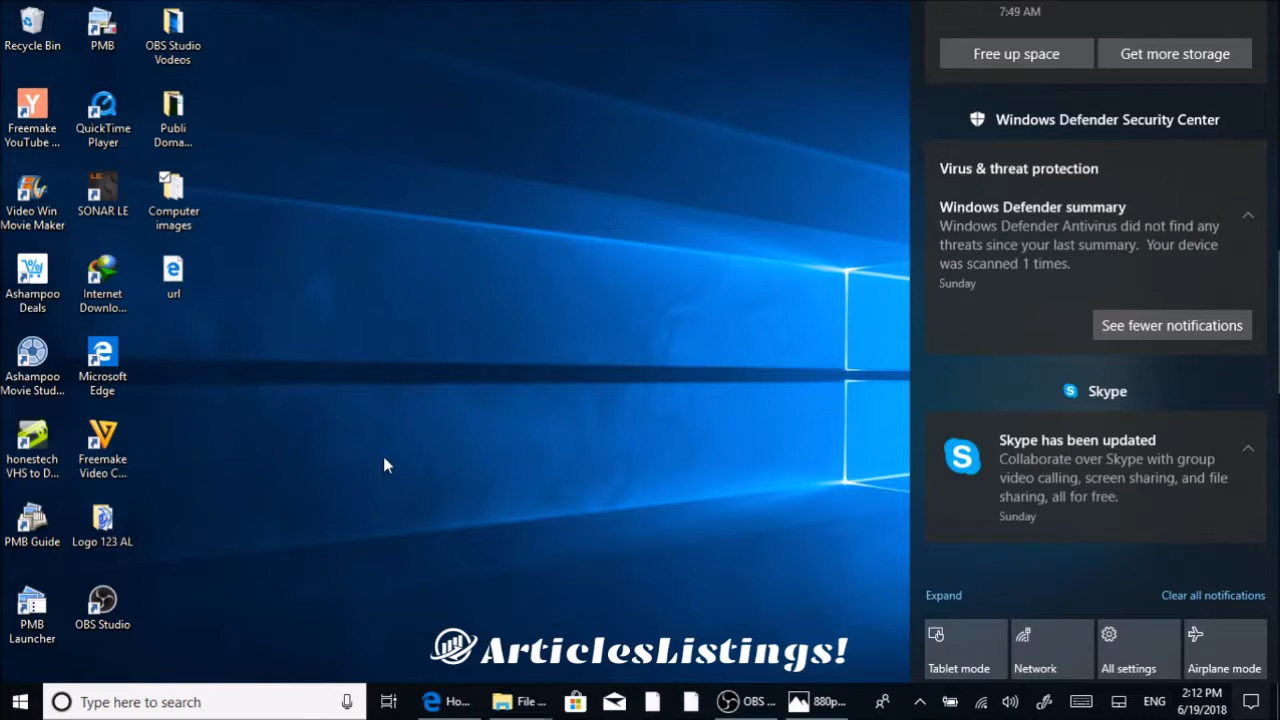 Recycle Bin
PMB
OBS Studio
Vodeos
Freemake
YouTube ...
QuickTime
Player
Publi
Doma...
Video Win
Movie Maker
LE
SONAR LE
Computer
images
Ashampoo
Deals
Internet
Downlo...
url
Ashampoo
Movie Stud...
Microsoft
Edge
honestech
VHS to D...
Freemake
Video C...
PMB Guide
Logo 123 AL
PMB
Launcher
OBS Studio
7:49 AM
Free up space
Get more storage
Windows Defender Security Center
Virus & threat protection
Windows Defender summary
Windows Defender Antivirus did not find any
threats since your last summary. Your device
was scanned 1 times.
Sunday
See fewer notifications
Skype
Skype has been updated
Collaborate over Skype with group
video calling, screen sharing, and file
sharing, all for free.
Sunday
Expand
Clear all notifications
Tablet mode
Network
All settings
Airplane mode
ArticlesListings!
Type here to search
Ho...
File ...
OBS ...
880p...
ENG
2:12 PM
6/19/2018